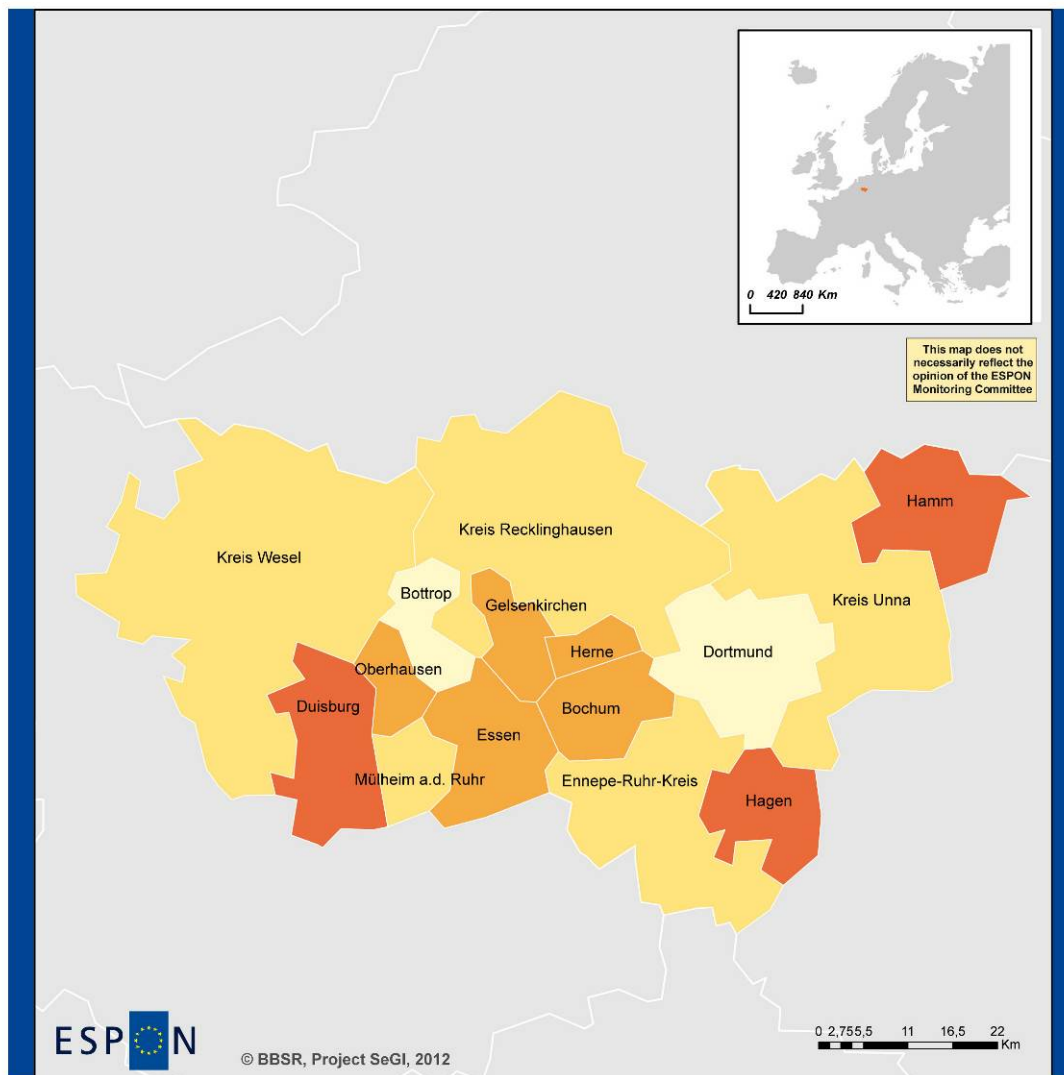 0 420 840 Km
This map does not
necessarily reflect the
opinion of the ESPON
Monitoring Committee
Hamm
Kreis Recklinghausen
Kreis Wesel
Bottrop
Gelsenkirchen
Kreis Unna
Herne
Dortmund
Oberhausen
Duisburg
Bochum
Essen
Mülheim a.d. Ruhr
Ennepe-Ruhr-Kreis
Hagen
ESPON
© BBSR, Project SeGI, 2012
0 2,75 5,5 11 16,5 22
Km